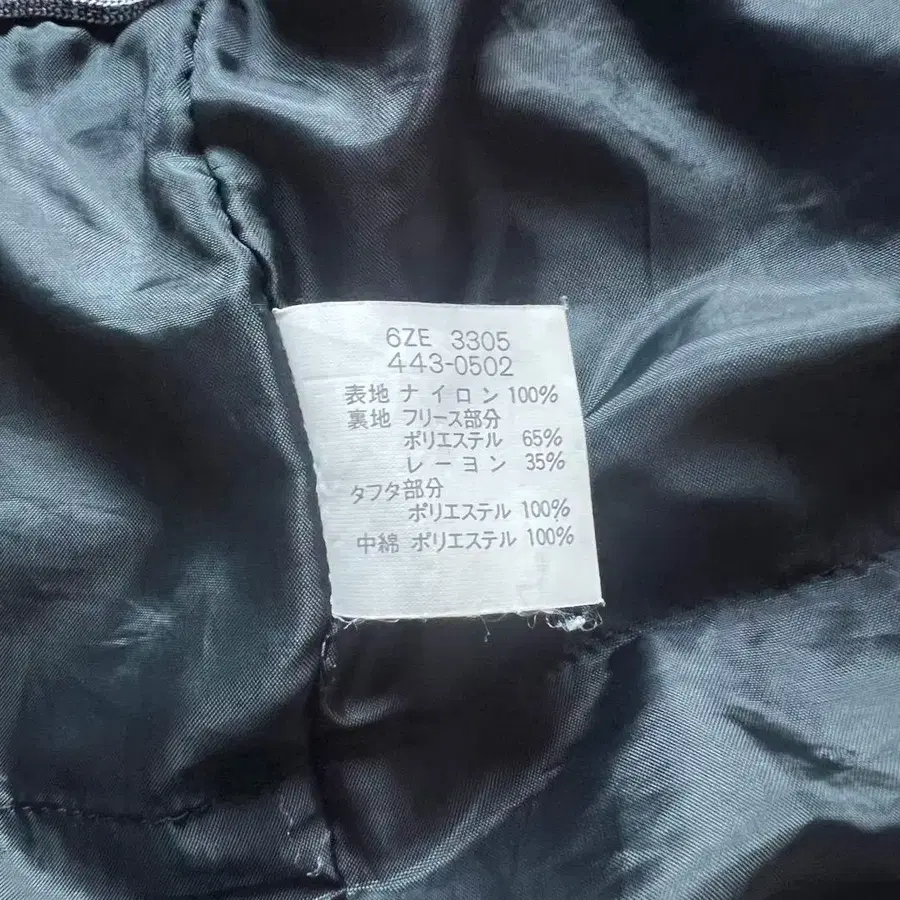 6ZE 3305
443-0502
表地 ナイロン 100%
裏地 フリース部分
ポリエステル 65%
レーヨン 35%
タフタ部分
ポリエステル 100%
中綿 ポリエステル 100%